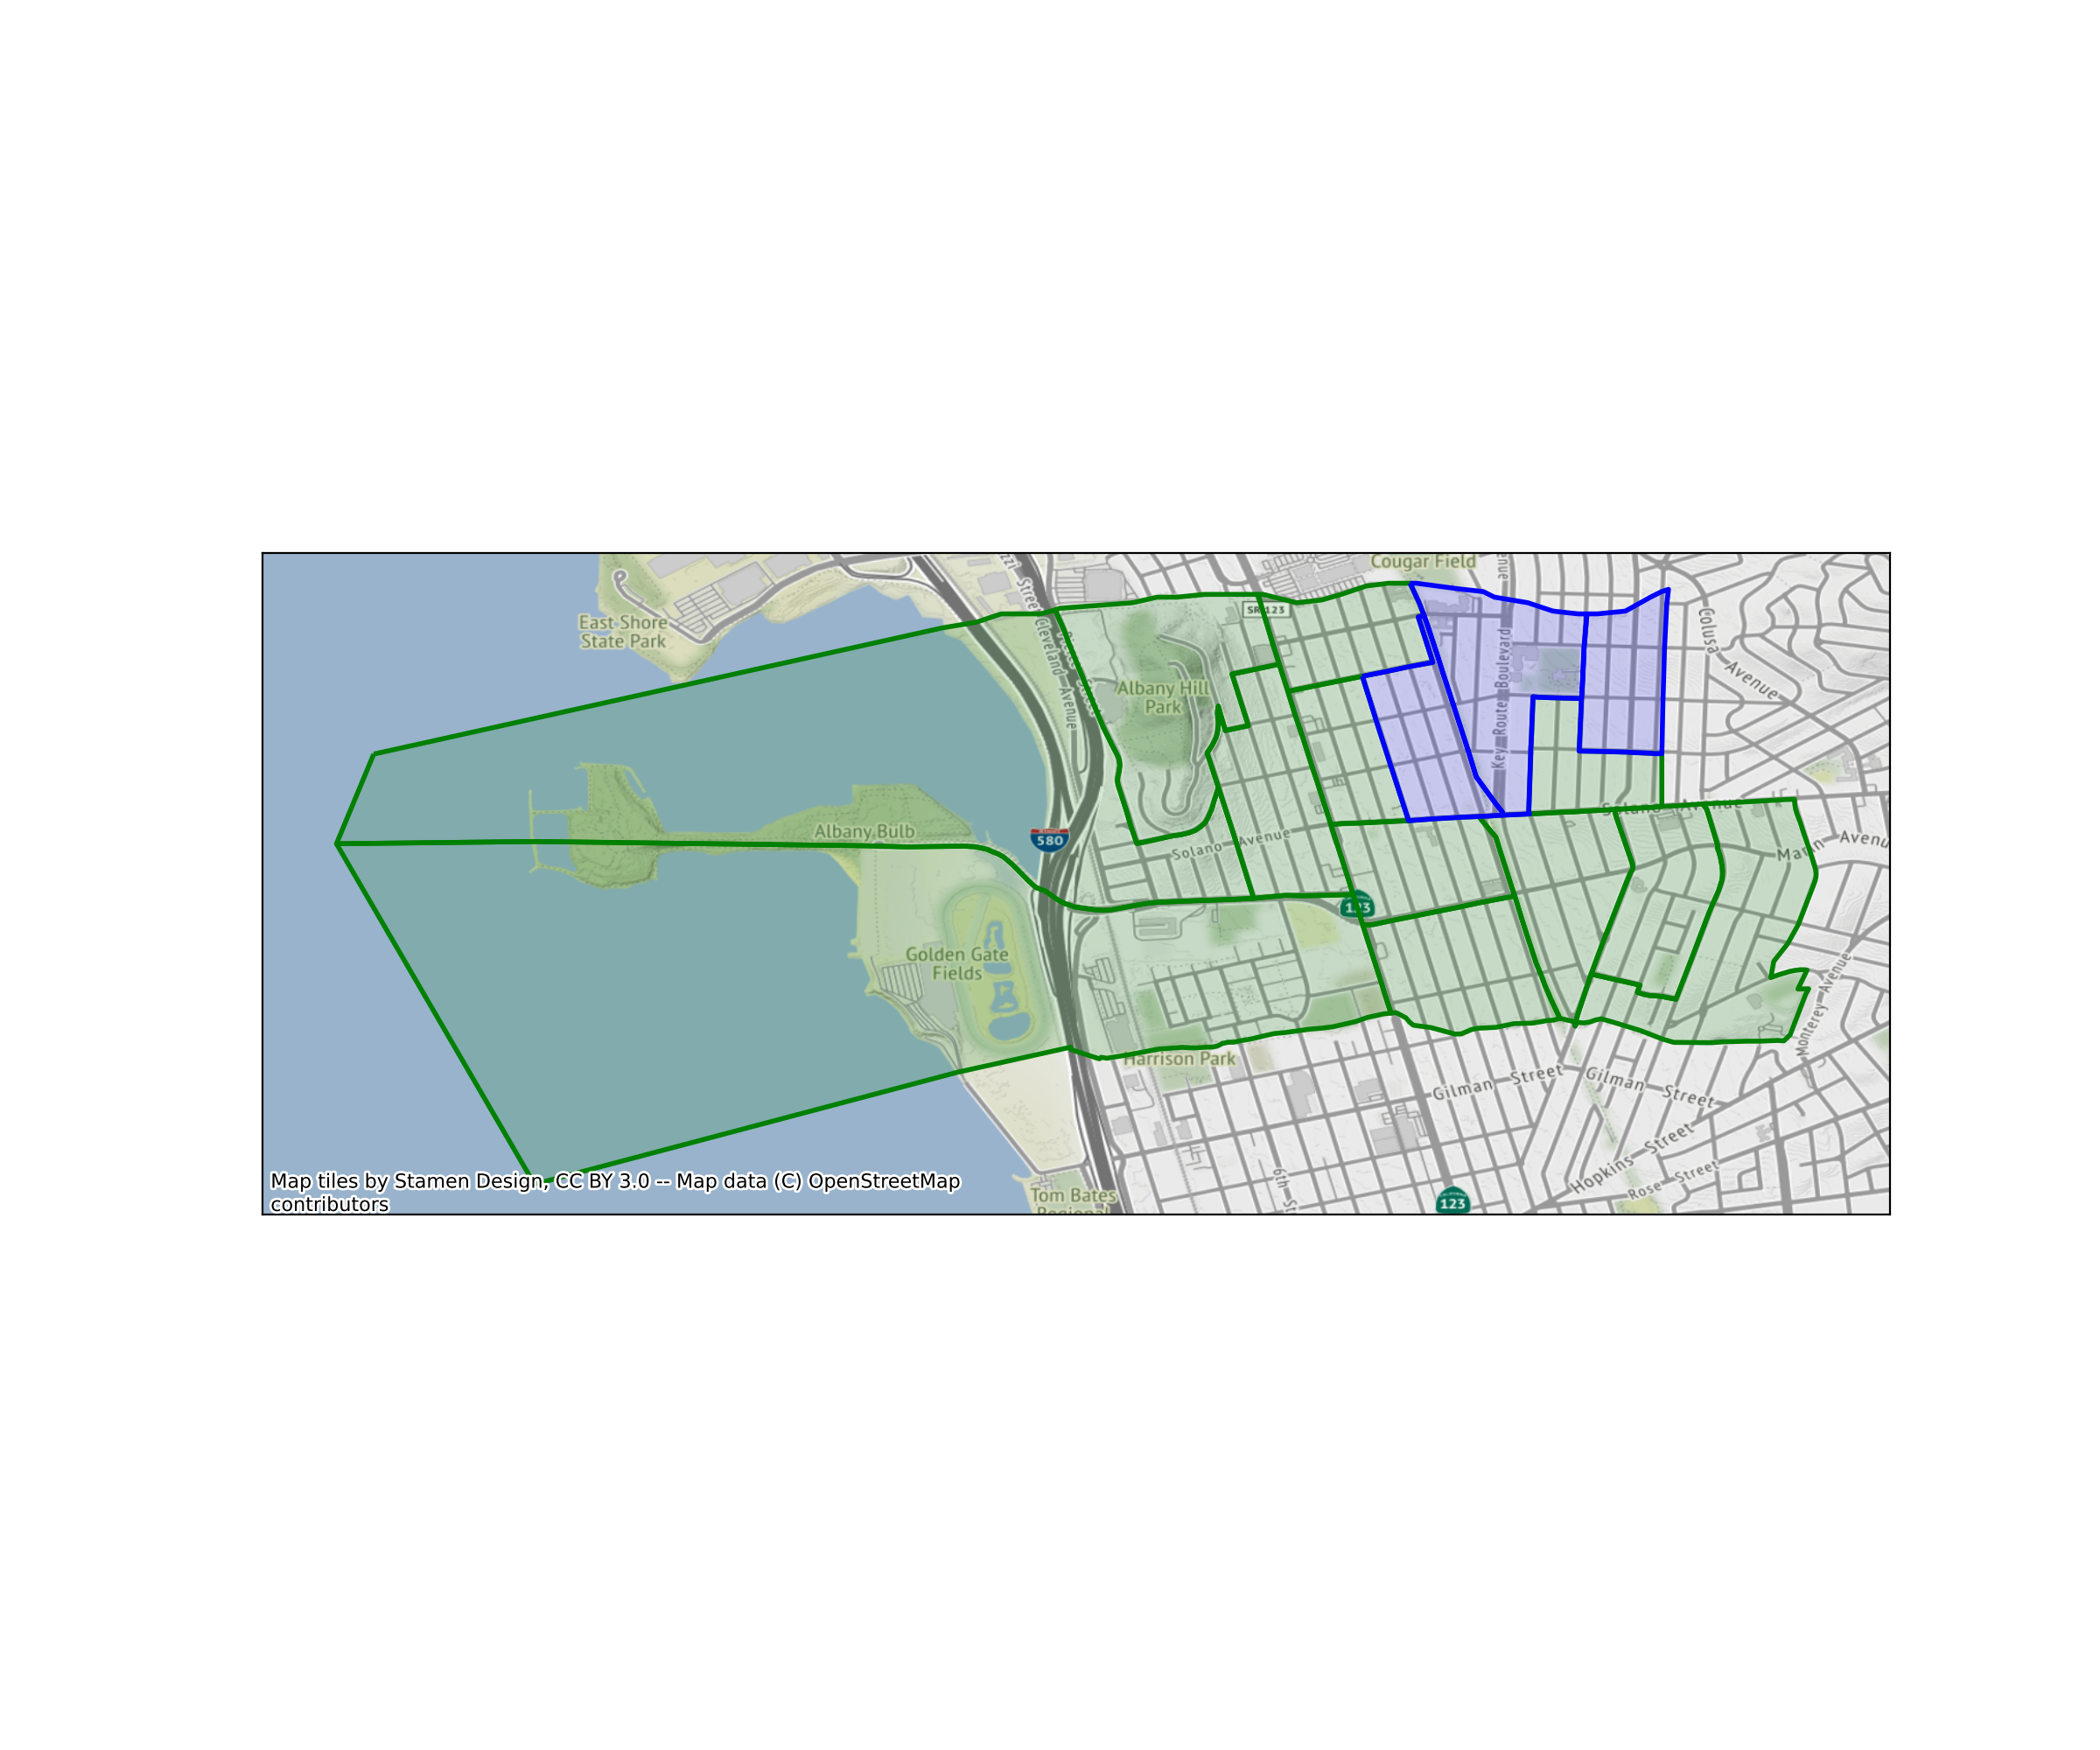 Cougar Field
East Shore
State Park
Street
Cleveland Avenue
SR 123
Colusa
Avenue
Key Route Boulevard
Albany Hill
Park
Albany Bulb
580
Solano Avenue
Solano Avenue
Marin Avenu
123
Golden Gate
Fields
Monterey Avenue
Harrison Park
Gilman Street
Gilman Street
Hopkins Street
Rose Street
6th St
123
Tom Bates
Regional
Map tiles by Stamen Design, CC BY 3.0 -- Map data (C) OpenStreetMap
contributors